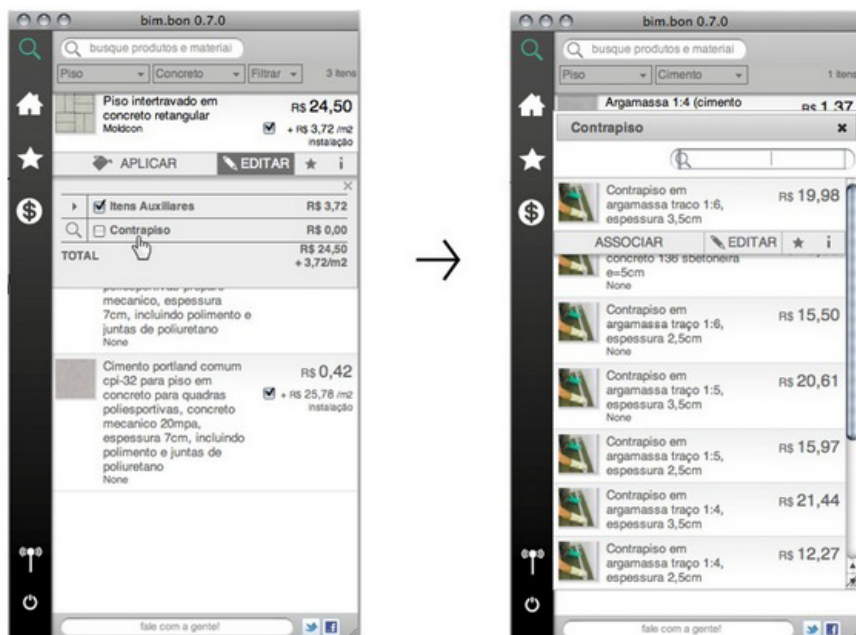 bim.bon 0.7.0
busque produtos e material
Piso
Concreto
Filtrar
3 itens
Piso intertravado em
concreto retangular
Moldcon
R$ 24,50
+ R$ 3,72 /m2
instalação
APLICAR
EDITAR
i
Itens Auxiliares
R$ 3,72
Contrapiso
R$ 0,00
TOTAL
R$ 24,50
+ 3,72/m2
mecanico, espessura
7cm, incluindo polimento e
juntas de poliuretano
None
Cimento portland comum
cpi-32 para piso em
concreto para quadras
poliesportivas, concreto
mecanico 20mpa,
espessura 7cm, incluindo
polimento e juntas de
poliuretano
None
R$ 0,42
+ R$ 25,78 /m2
instalação
fale com a gente!
bim.bon 0.7.0
busque produtos e material
Piso
Cimento
1 itens
Argamassa 1:4 (cimento
R$ 1,37
Contrapiso
Contrapiso em
argamassa traco 1:6,
espessura 3,5cm
R$ 19,98
ASSOCIAR
EDITAR
i
concreto 136 sbetoneira
e=5cm
None
Contrapiso em
argamassa traço 1:6,
espessura 2,5cm
None
R$ 15,50
Contrapiso em
argamassa traço 1:5,
espessura 3,5cm
None
R$ 20,61
Contrapiso em
argamassa traço 1:5,
espessura 2,5cm
R$ 15,97
Contrapiso em
argamassa traço 1:4,
espessura 3,5cm
R$ 21,44
Contrapiso em
argamassa traço 1:4,
espessura 2,5cm
R$ 12,27
fale com a gente!